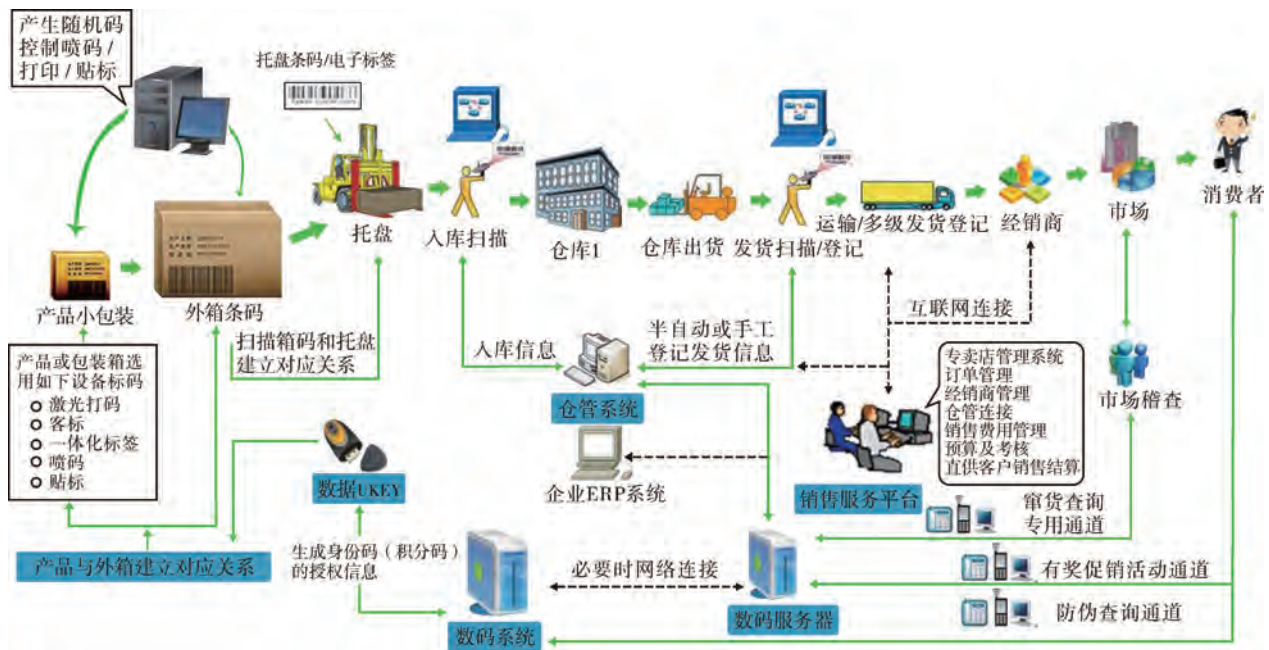 产生随机码
控制喷码/
打印/贴标
托盘条码/电子标签
托盘
入库扫描
仓库1
仓库出货
发货扫描/登记
运输/多级发货登记
经销商
市场
消费者
产品小包装
外箱条码
扫描箱码和托盘
建立对应关系
入库信息
半自动或手工
登记发货信息
互联网连接
产品或包装箱选
用如下设备标码
激光打码
客标
一体化标签
喷码
贴标
仓管系统
专卖店管理系统
订单管理
经销商管理
仓管连接
销售费用管理
预算及考核
直供客户销售结算
市场稽查
数据UKEY
企业ERP系统
销售服务平台
窜货查询
专用通道
产品与外箱建立对应关系
生成身份码(积分码)
的授权信息
必要时网络连接
有奖促销活动通道
数码系统
数码服务器
防伪查询通道